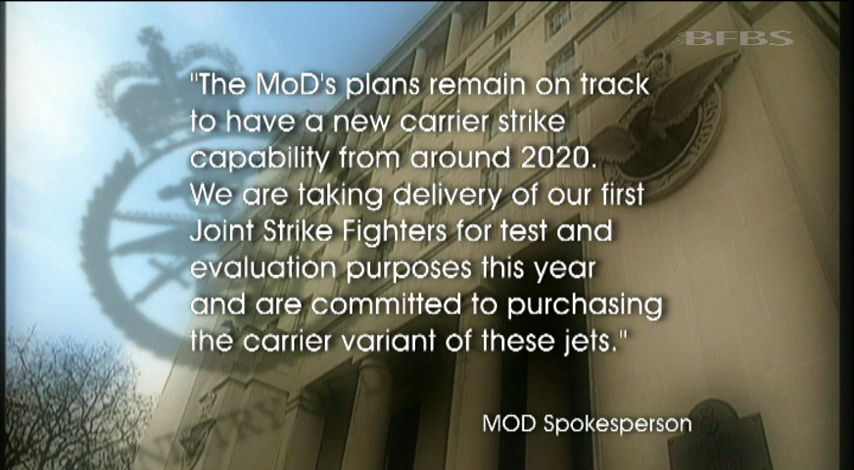 BFBS
"The MoD's plans remain on track
to have a new carrier strike
capability from around 2020.
We are taking delivery of our first
Joint Strike Fighters for test and
evaluation purposes this year
and are committed to purchasing
the carrier variant of these jets."
MOD Spokesperson